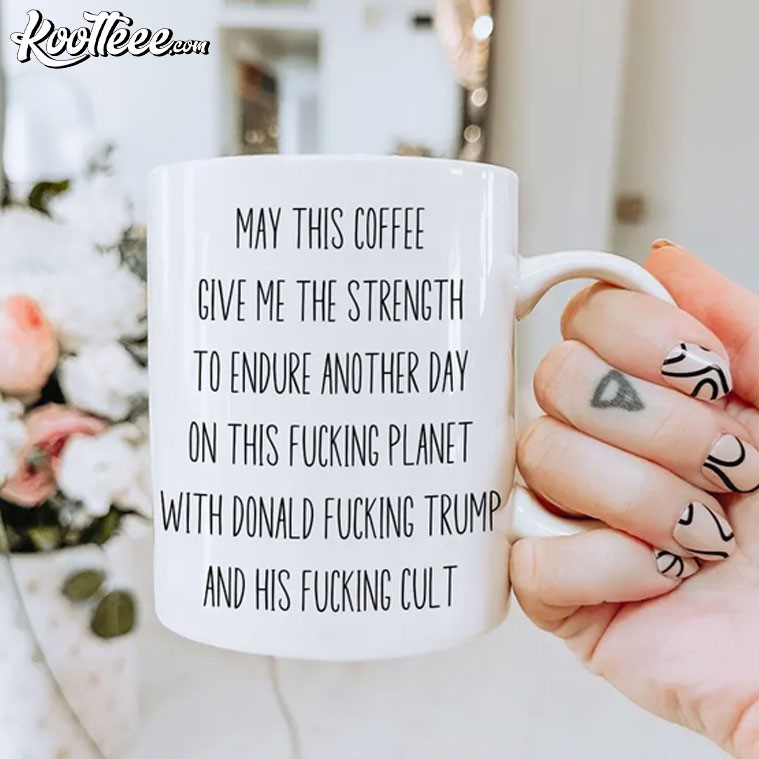 Koolteee.com
MAY THIS COFFEE
GIVE ME THE STRENGTH
TO ENDURE ANOTHER DAY
ON THIS FUCKING PLANET
WITH DONALD FUCKING TRUMP
AND HIS FUCKING CULT